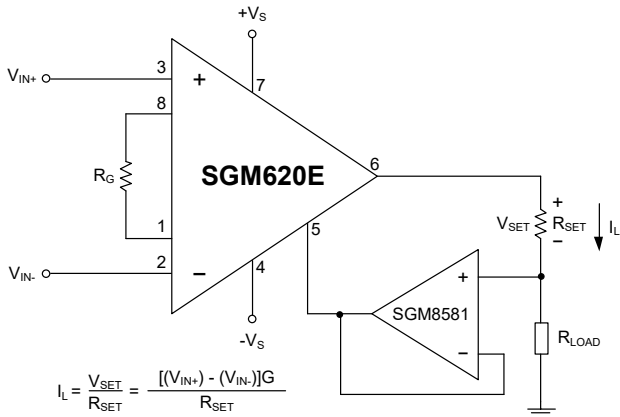 +V_S
V_IN+
3
+
7
8
R_G
SGM620E
6
1
5
+
V_SET
R_SET
−
I_L
V_IN-
2
−
4
+
SGM8581
−
R_LOAD
-V_S
I_L = V_SET / R_SET = [(V_IN+) - (V_IN-)]G / R_SET